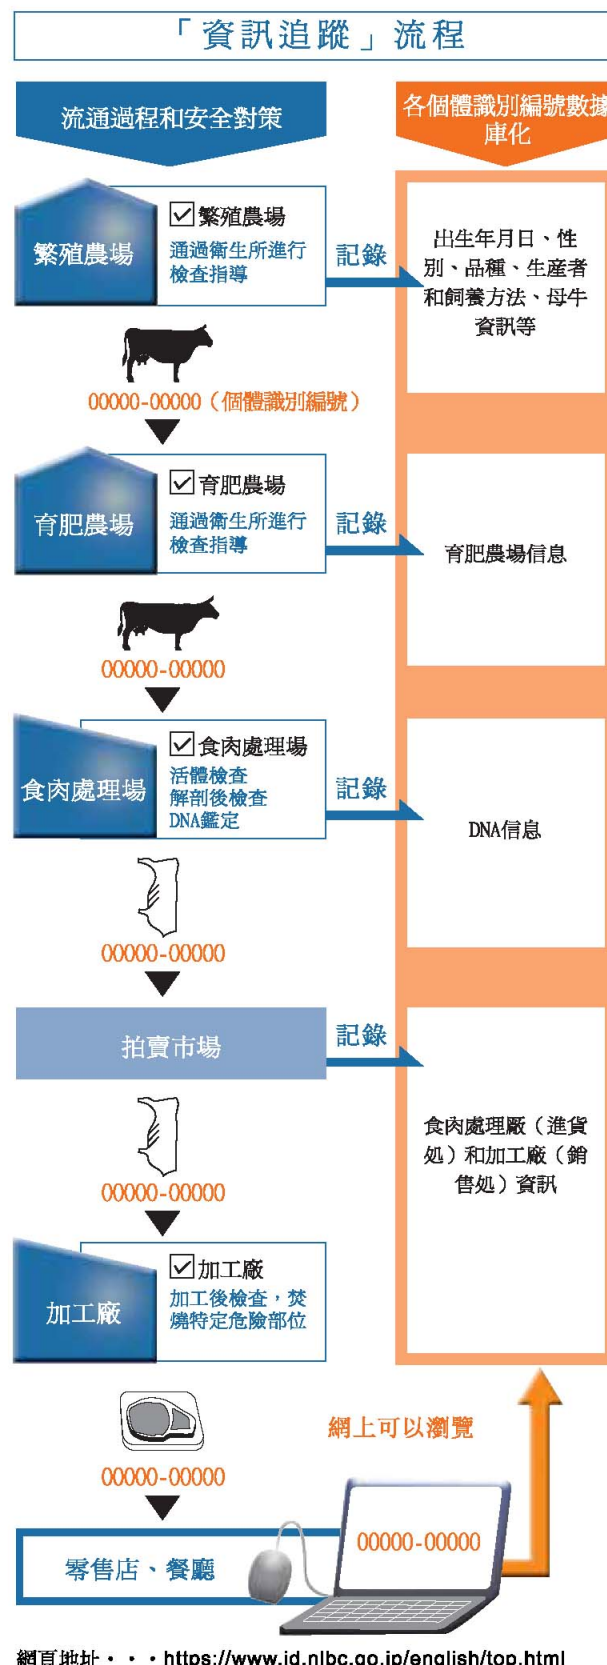 「資訊追蹤」流程
流通過程和安全對策
各個體識別編號數據
庫化
繁殖農場
繁殖農場
通過衛生所進行
檢查指導
記錄
出生年月日、性
別、品種、生産者
和飼養方法、母牛
資訊等
00000-00000（個體識別編號）
育肥農場
育肥農場
通過衛生所進行
檢查指導
記錄
育肥農場信息
00000-00000
食肉處理場
食肉處理場
活體檢查
解剖後檢查
DNA鑑定
記錄
DNA信息
00000-00000
拍賣市場
記錄
食肉處理厰（進貨
処）和加工廠（銷
售処）資訊
00000-00000
加工廠
加工廠
加工後檢查，焚
燒特定危險部位
00000-00000
網上可以瀏覽
00000-00000
零售店、餐廳
網頁地址・・・https://www.id.nlbc.go.jp/english/top.html